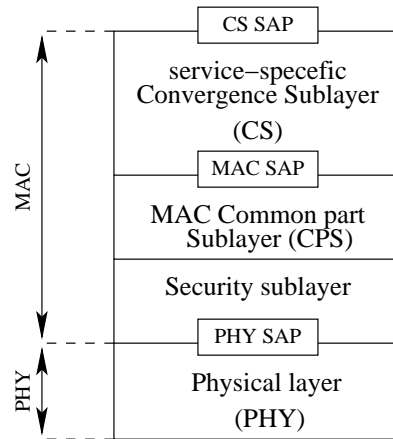 CS SAP
service−specefic
Convergence Sublayer
(CS)
MAC SAP
MAC Common part
Sublayer (CPS)
Security sublayer
PHY SAP
Physical layer
(PHY)
MAC
PHY